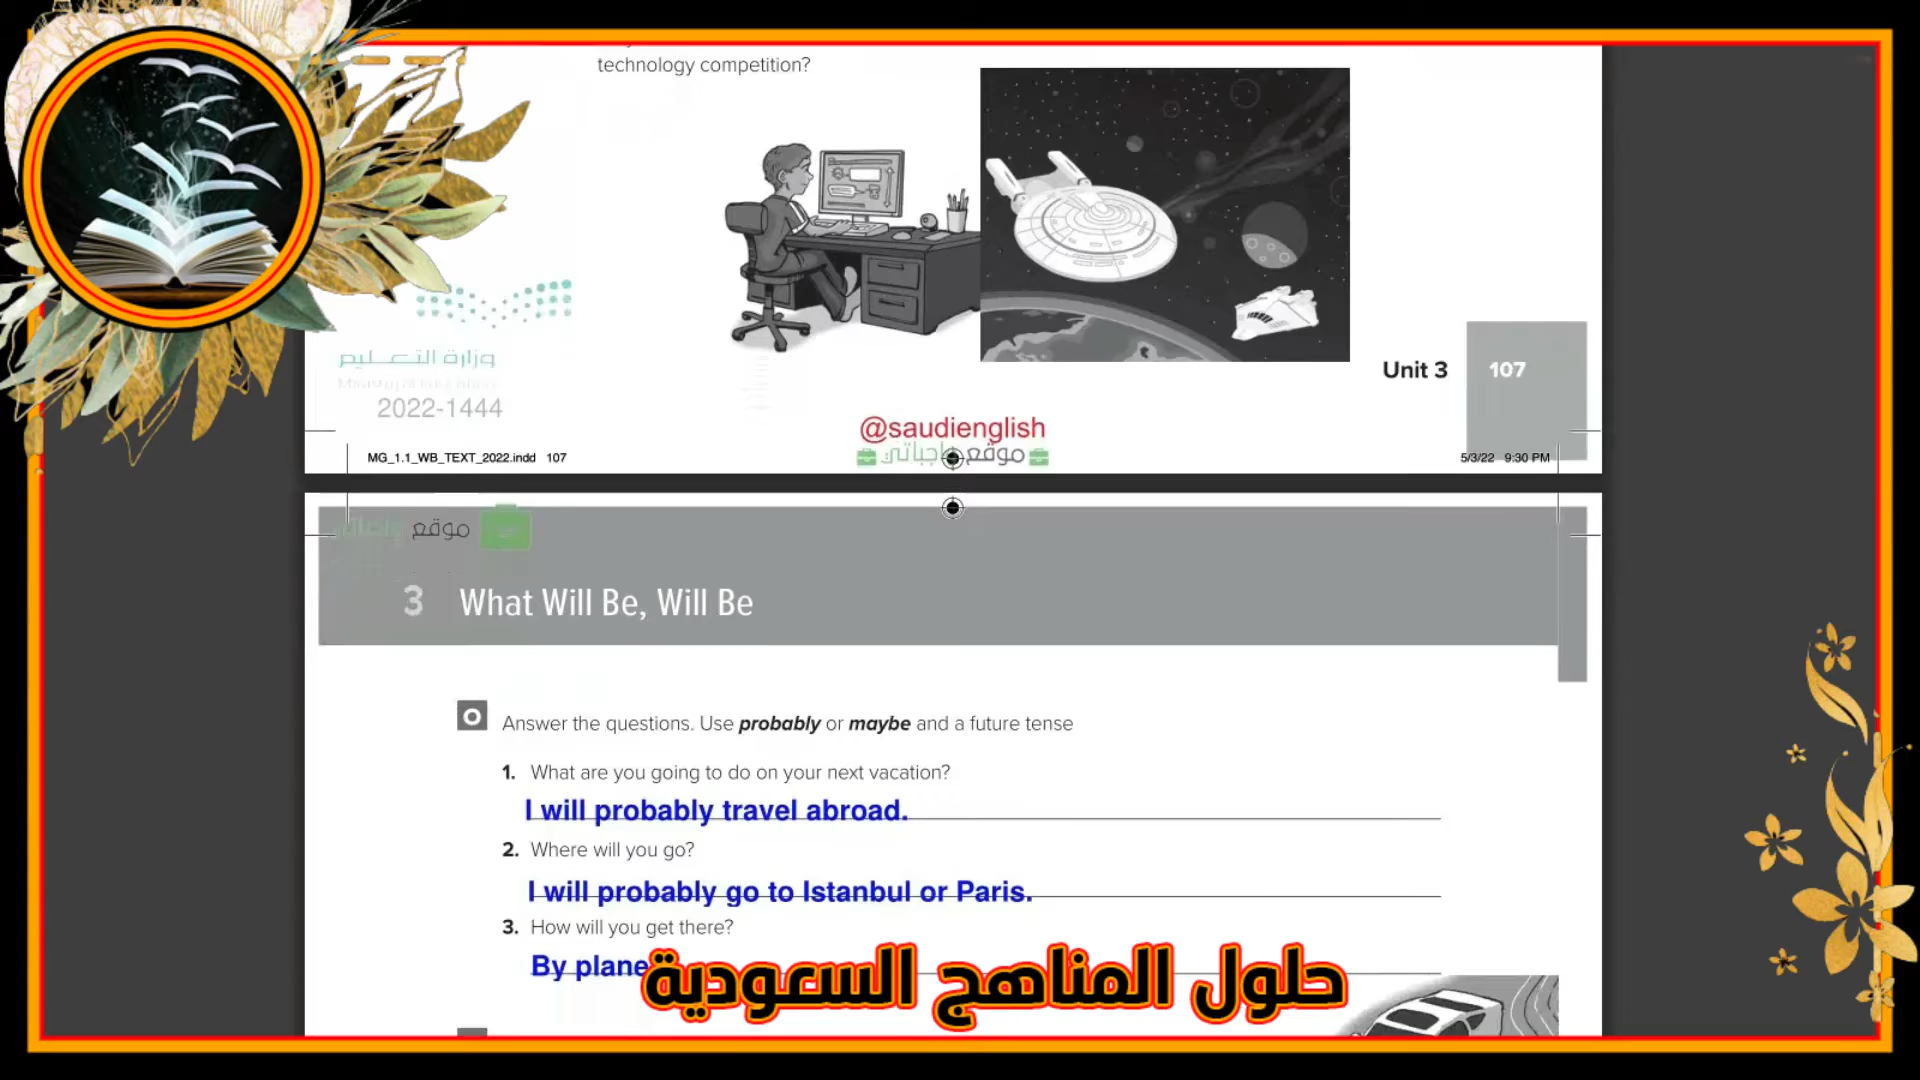 technology competition?
وزارة التعليم
2022-1444
Unit 3 107
@saudienglish
موقع واجباتي
MG_1.1_WB_TEXT_2022.indd 107
5/3/22 9:30 PM
موقع
3 What Will Be, Will Be
O Answer the questions. Use probably or maybe and a future tense
1. What are you going to do on your next vacation?
I will probably travel abroad.
2. Where will you go?
I will probably go to Istanbul or Paris.
3. How will you get there?
By plane
حلول المناهج السعودية